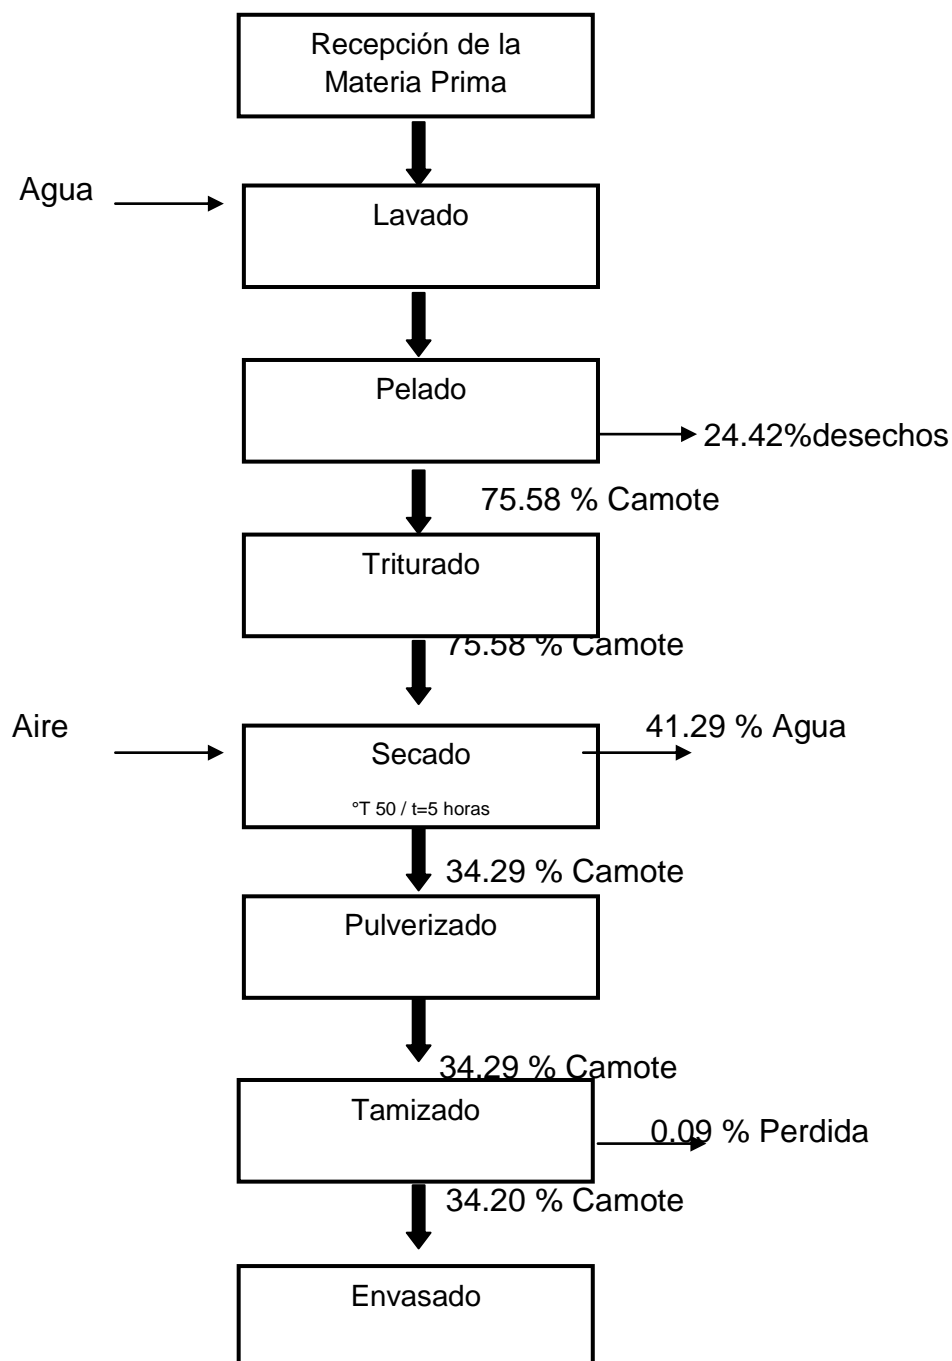 Recepción de la
Materia Prima
Agua
Lavado
Pelado
24.42%desechos
75.58 % Camote
Triturado
75.58 % Camote
Aire
41.29 % Agua
Secado
°T 50 / t=5 horas
34.29 % Camote
Pulverizado
34.29 % Camote
Tamizado
0.09 % Perdida
34.20 % Camote
Envasado